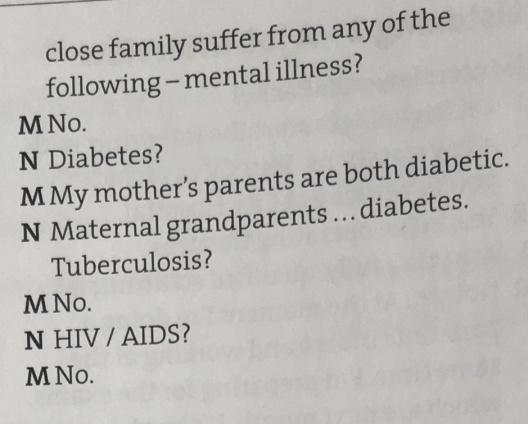 close family suffer from any of the
following – mental illness?
M No.
N Diabetes?
M My mother's parents are both diabetic.
N Maternal grandparents ... diabetes.
Tuberculosis?
M No.
N HIV / AIDS?
M No.